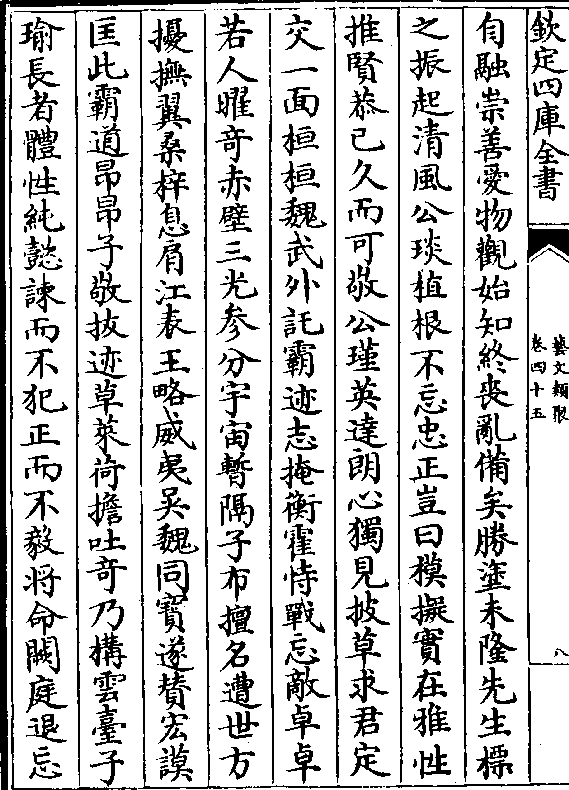 欽定四庫全書
藝文類聚
卷四十五
八
自融崇善愛物觀始知終喪亂備矣勝塗未隆先生標
之振起清風公琰植根不忘忠正豈曰模擬實在雅性
推賢恭己久而可敬公瑾英達朗心獨見披草求君定
交一面桓桓魏武外託霸迹志掩衡霍恃戰忘敵卓卓
若人曜奇赤壁三光参分宇宙暫隔子布擅名遭世方
擾撫翼桑梓息肩江表王略威夷吳魏同寶遂贊宏謨
匡此霸道昂昂子敬拔迹草萊荷擔吐奇乃構雲臺子
瑜長者體性純懿諫而不犯正而不毅將命闕庭退忘